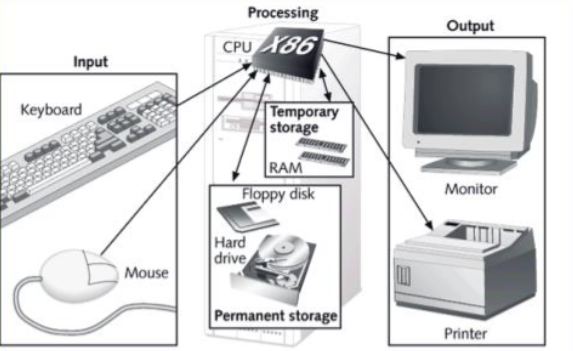 Processing
Output
Input
CPU
X86
Keyboard
Temporary
storage
RAM
Floppy disk
Hard
drive
Permanent storage
Mouse
Monitor
Printer